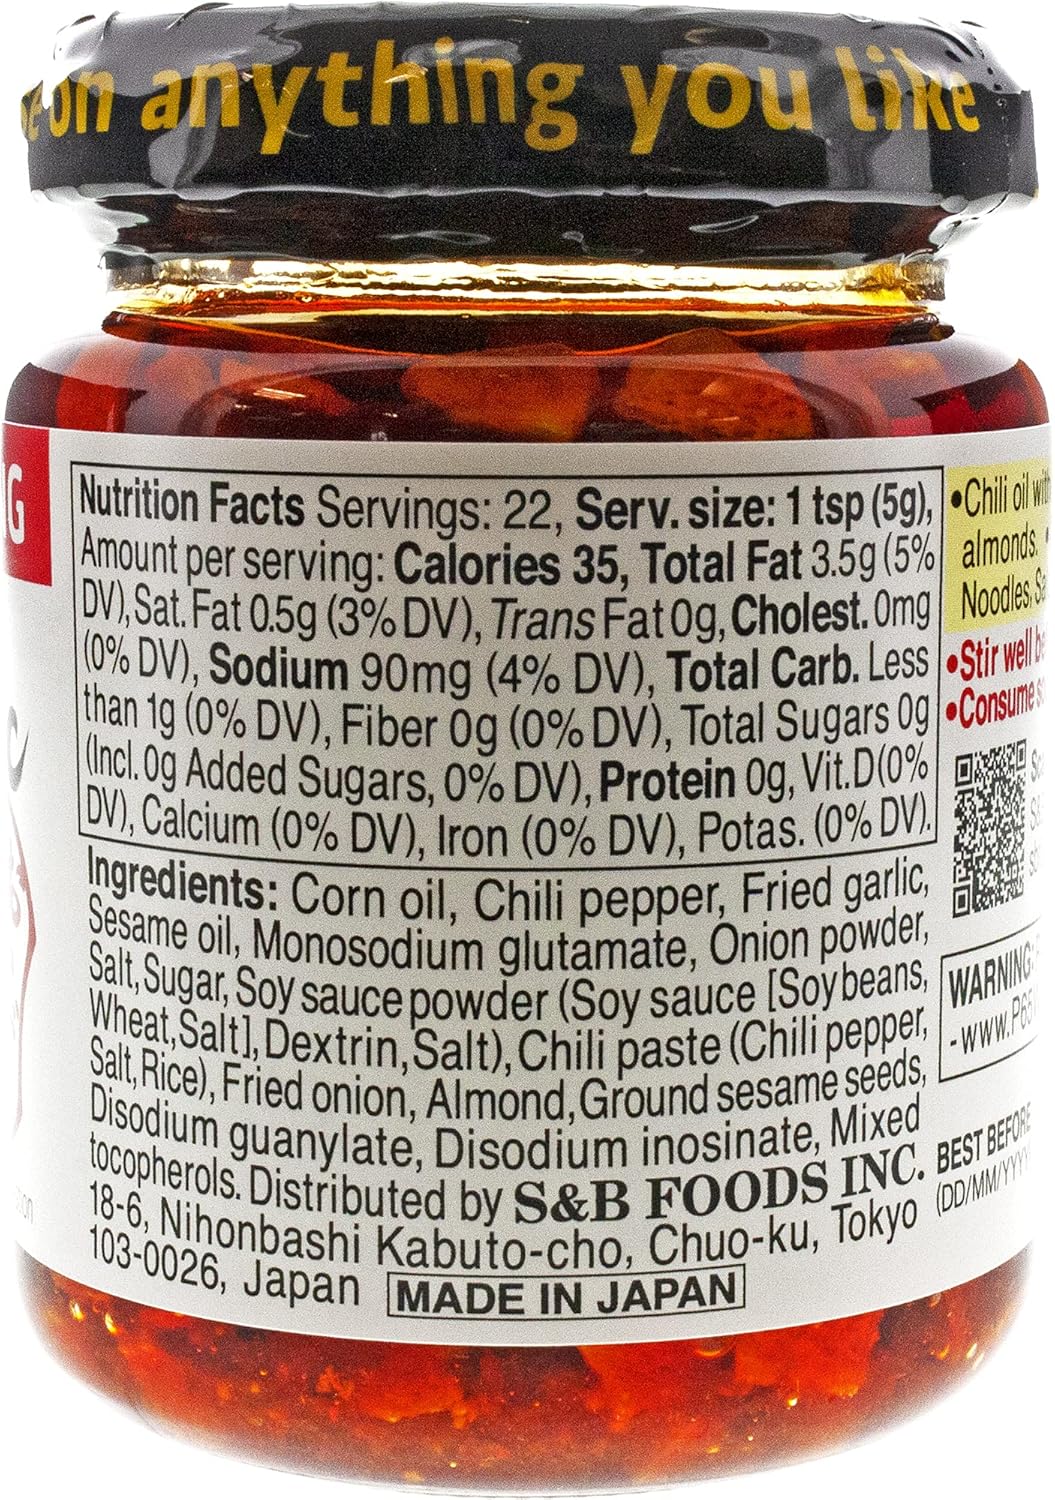 on anything you like
Nutrition Facts Servings: 22, Serv. size: 1 tsp (5g),
Amount per serving: Calories 35, Total Fat 3.5g (5%
DV), Sat. Fat 0.5g (3% DV), Trans Fat 0g, Cholest. 0mg
(0% DV), Sodium 90mg (4% DV), Total Carb. Less
than 1g (0% DV), Fiber 0g (0% DV), Total Sugars 0g
(Incl. 0g Added Sugars, 0% DV), Protein 0g, Vit.D(0%
DV), Calcium (0% DV), Iron (0% DV), Potas. (0% DV).
Ingredients: Corn oil, Chili pepper, Fried garlic,
Sesame oil, Monosodium glutamate, Onion powder,
Salt, Sugar, Soy sauce powder (Soy sauce [Soybeans,
Wheat, Salt], Dextrin, Salt), Chili paste (Chili pepper,
Salt, Rice), Fried onion, Almond, Ground sesame seeds,
Disodium guanylate, Disodium inosinate, Mixed
tocopherols. Distributed by S&B FOODS INC.
18-6, Nihonbashi Kabuto-cho, Chuo-ku, Tokyo
103-0026, Japan MADE IN JAPAN
•Chili oil with
almonds. •
Noodles,
•Stir well
•Consume
WARNING:
-www.P65
BEST BEFORE
(DD/MM/YYYY